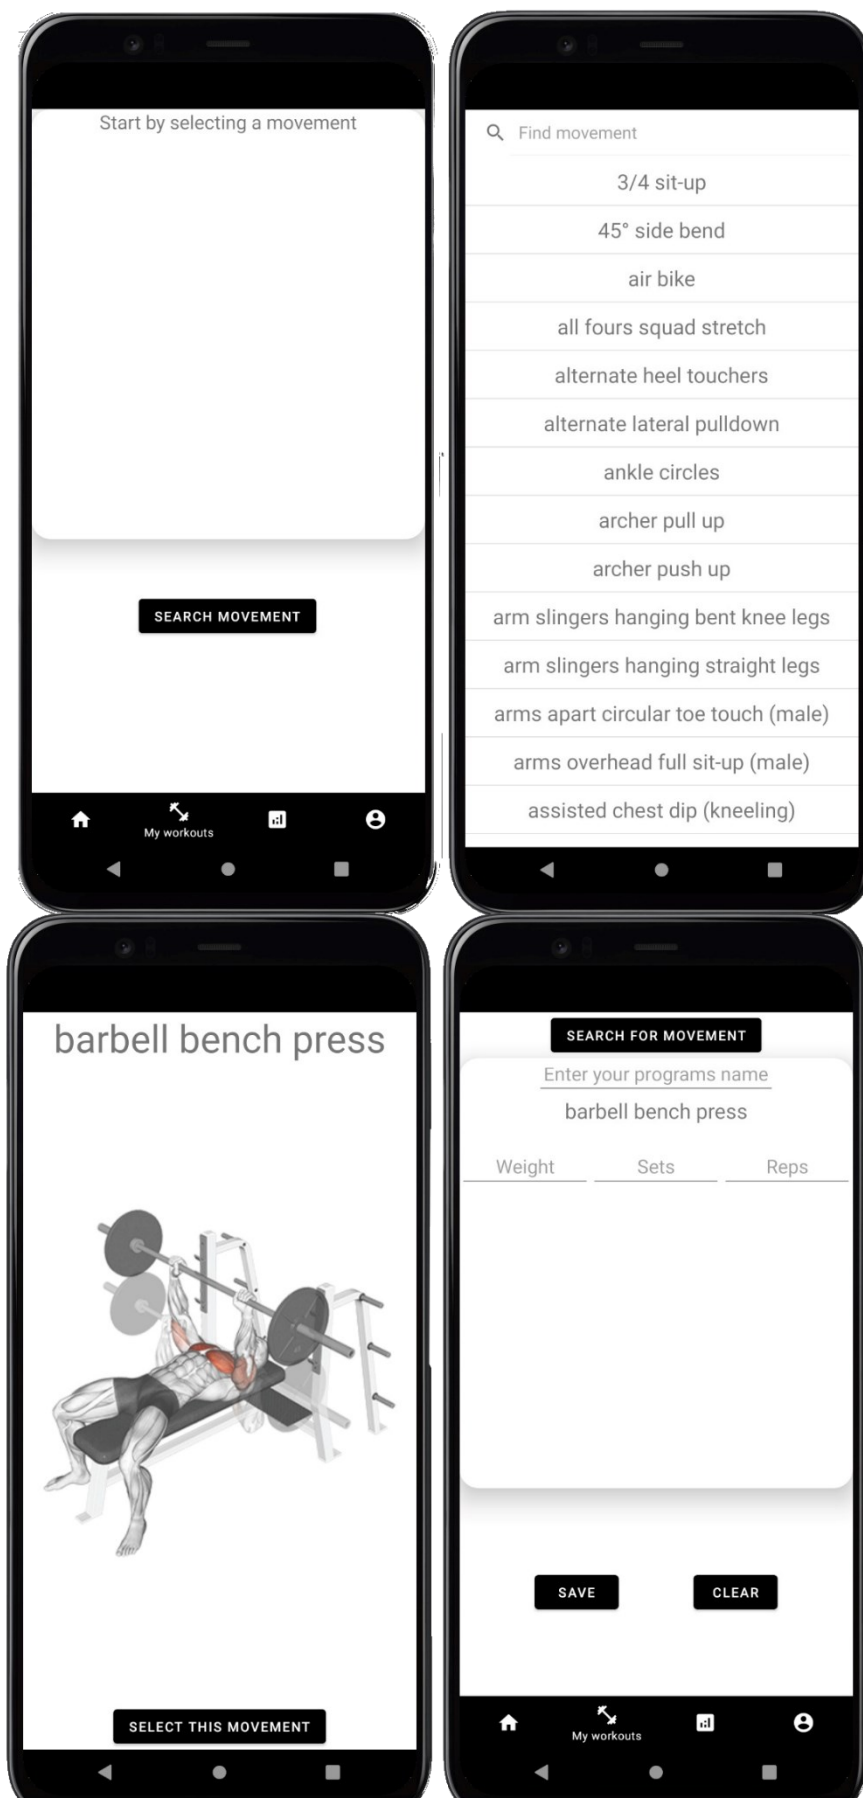 Start by selecting a movement
SEARCH MOVEMENT
My workouts
Find movement
3/4 sit-up
45° side bend
air bike
all fours squad stretch
alternate heel touchers
alternate lateral pulldown
ankle circles
archer pull up
archer push up
arm slingers hanging bent knee legs
arm slingers hanging straight legs
arms apart circular toe touch (male)
arms overhead full sit-up (male)
assisted chest dip (kneeling)
barbell bench press
SELECT THIS MOVEMENT
SEARCH FOR MOVEMENT
Enter your programs name
barbell bench press
Weight Sets Reps
SAVE CLEAR
My workouts